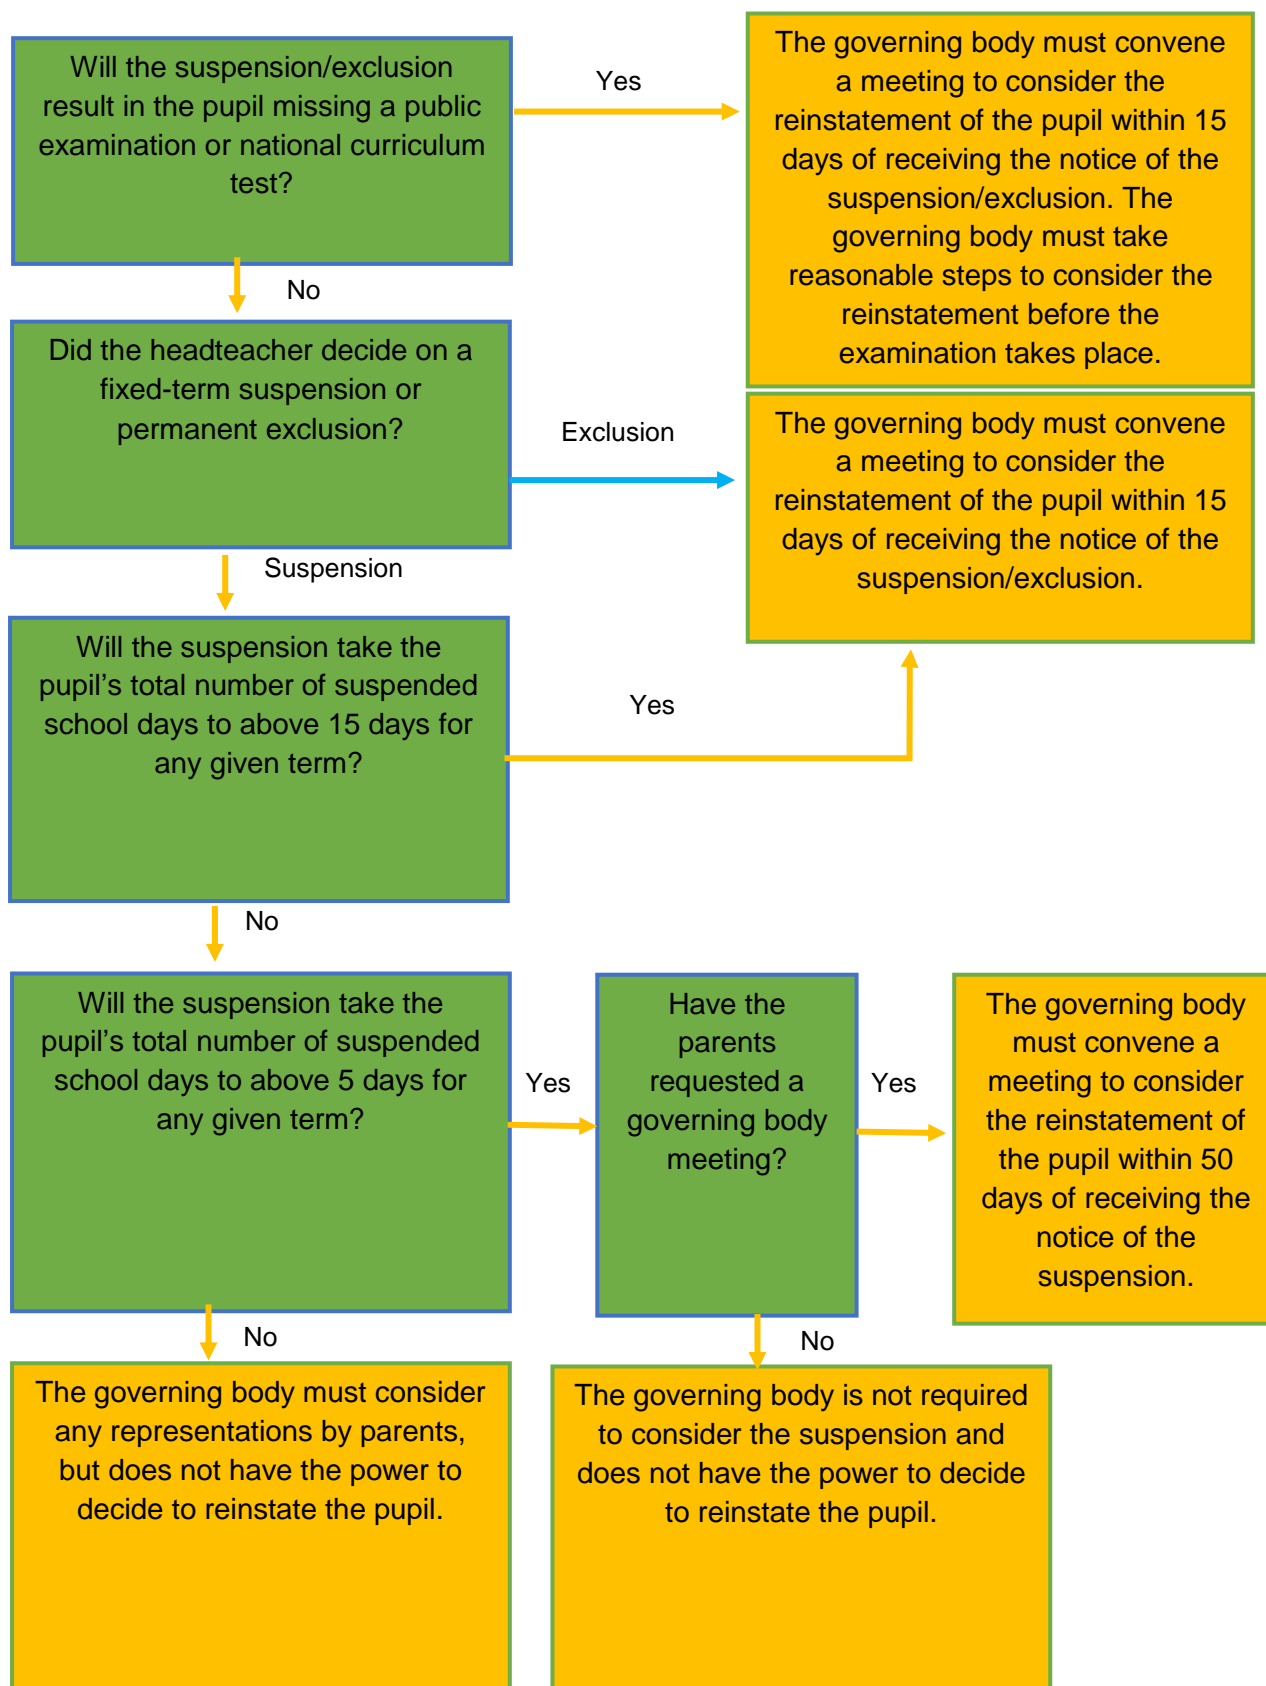 Will the suspension/exclusion
result in the pupil missing a public
examination or national curriculum
test?
Yes
The governing body must convene
a meeting to consider the
reinstatement of the pupil within 15
days of receiving the notice of the
suspension/exclusion. The
governing body must take
reasonable steps to consider the
reinstatement before the
examination takes place.
No
Did the headteacher decide on a
fixed-term suspension or
permanent exclusion?
Exclusion
The governing body must convene
a meeting to consider the
reinstatement of the pupil within 15
days of receiving the notice of the
suspension/exclusion.
Suspension
Will the suspension take the
pupil’s total number of suspended
school days to above 15 days for
any given term?
Yes
No
Will the suspension take the
pupil’s total number of suspended
school days to above 5 days for
any given term?
Yes
Have the
parents
requested a
governing body
meeting?
Yes
The governing body
must convene a
meeting to consider
the reinstatement of
the pupil within 50
days of receiving the
notice of the
suspension.
No
No
The governing body must consider
any representations by parents,
but does not have the power to
decide to reinstate the pupil.
The governing body is not required
to consider the suspension and
does not have the power to decide
to reinstate the pupil.